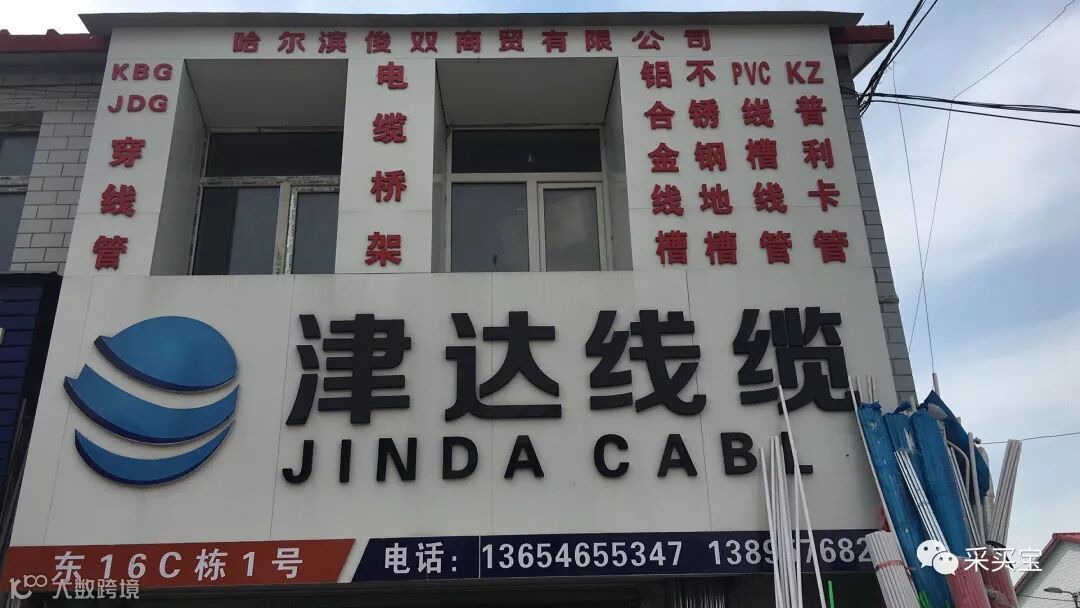 哈尔滨俊双商贸有限公司
KBG
JDG
穿线管
电缆桥架
铝合金线槽
不锈钢地槽
PVC线槽线管
KZ普利卡管
津达线缆
JINDA CABL
东16C栋1号
电话：13654655347
采买宝
大数跨境